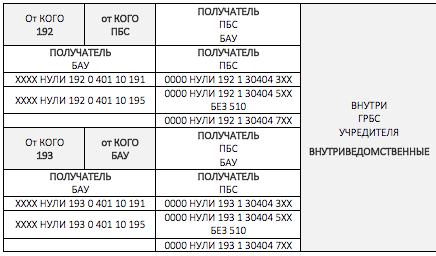 От КОГО
192
от КОГО
ПБС
ПОЛУЧАТЕЛЬ
ПБС
БАУ
ПОЛУЧАТЕЛЬ
БАУ
ПОЛУЧАТЕЛЬ
ПБС
XXXX НУЛИ 192 0 401 10 191
0000 НУЛИ 192 1 30404 3XX
XXXX НУЛИ 192 0 401 10 195
0000 НУЛИ 192 1 30404 5XX
БЕЗ 510
0000 НУЛИ 192 1 30404 7XX
От КОГО
193
от КОГО
БАУ
ПОЛУЧАТЕЛЬ
ПБС
БАУ
ПОЛУЧАТЕЛЬ
БАУ
ПОЛУЧАТЕЛЬ
ПБС
XXXX НУЛИ 193 0 401 10 191
0000 НУЛИ 193 1 30404 3XX
XXXX НУЛИ 193 0 401 10 195
0000 НУЛИ 193 1 30404 5XX
БЕЗ 510
0000 НУЛИ 193 1 30404 7XX
ВНУТРИ
ГРБС
УЧРЕДИТЕЛЯ
ВНУТРИВЕДОМСТВЕННЫЕ